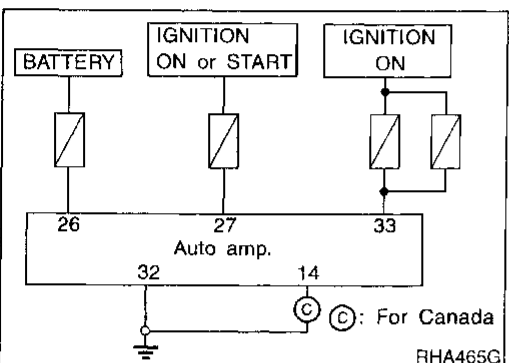 BATTERY
IGNITION
ON or START
IGNITION
ON
26 27 33
Auto amp.
32 14
Ⓒ Ⓒ: For Canada
RHA465G